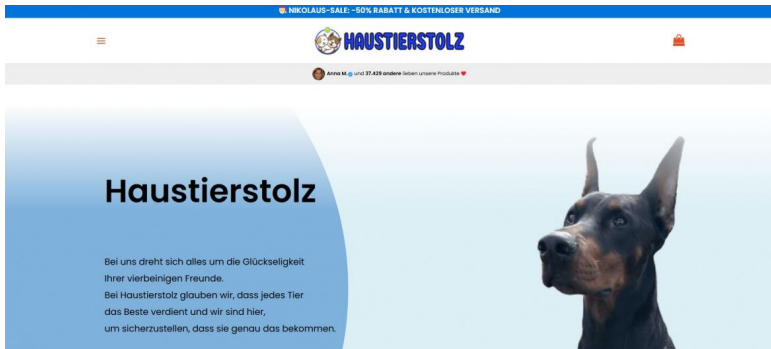 NIKOLAUS-SALE: -50% RABATT & KOSTENLOSER VERSAND
HAUSTIERSTOLZ
Anna M. und 37.429 andere lieben unsere Produkte
Haustierstolz
Bei uns dreht sich alles um die Glückseligkeit
Ihrer vierbeinigen Freunde.
Bei Haustierstolz glauben wir, dass jedes Tier
das Beste verdient und wir sind hier,
um sicherzustellen, dass sie genau das bekommen.